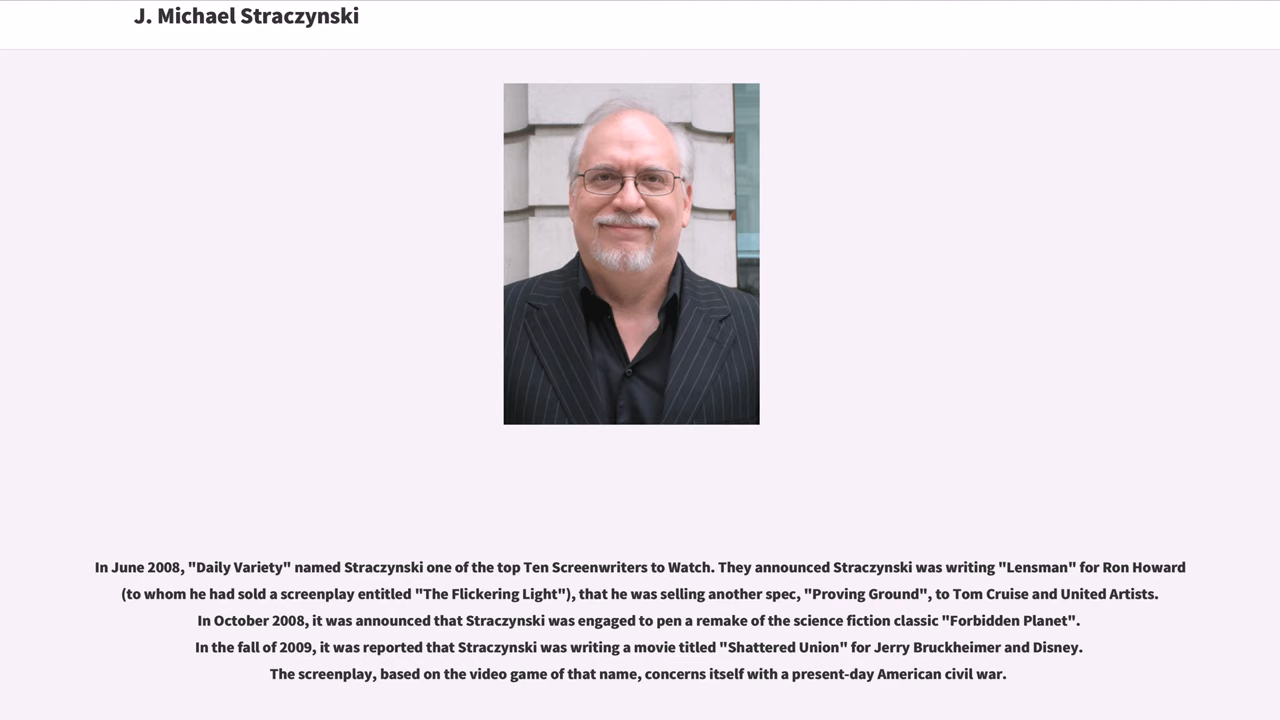 J. Michael Straczynski
In June 2008, "Daily Variety" named Straczynski one of the top Ten Screenwriters to Watch. They announced Straczynski was writing "Lensman" for Ron Howard
(to whom he had sold a screenplay entitled "The Flickering Light"), that he was selling another spec, "Proving Ground", to Tom Cruise and United Artists.
In October 2008, it was announced that Straczynski was engaged to pen a remake of the science fiction classic "Forbidden Planet".
In the fall of 2009, it was reported that Straczynski was writing a movie titled "Shattered Union" for Jerry Bruckheimer and Disney.
The screenplay, based on the video game of that name, concerns itself with a present-day American civil war.